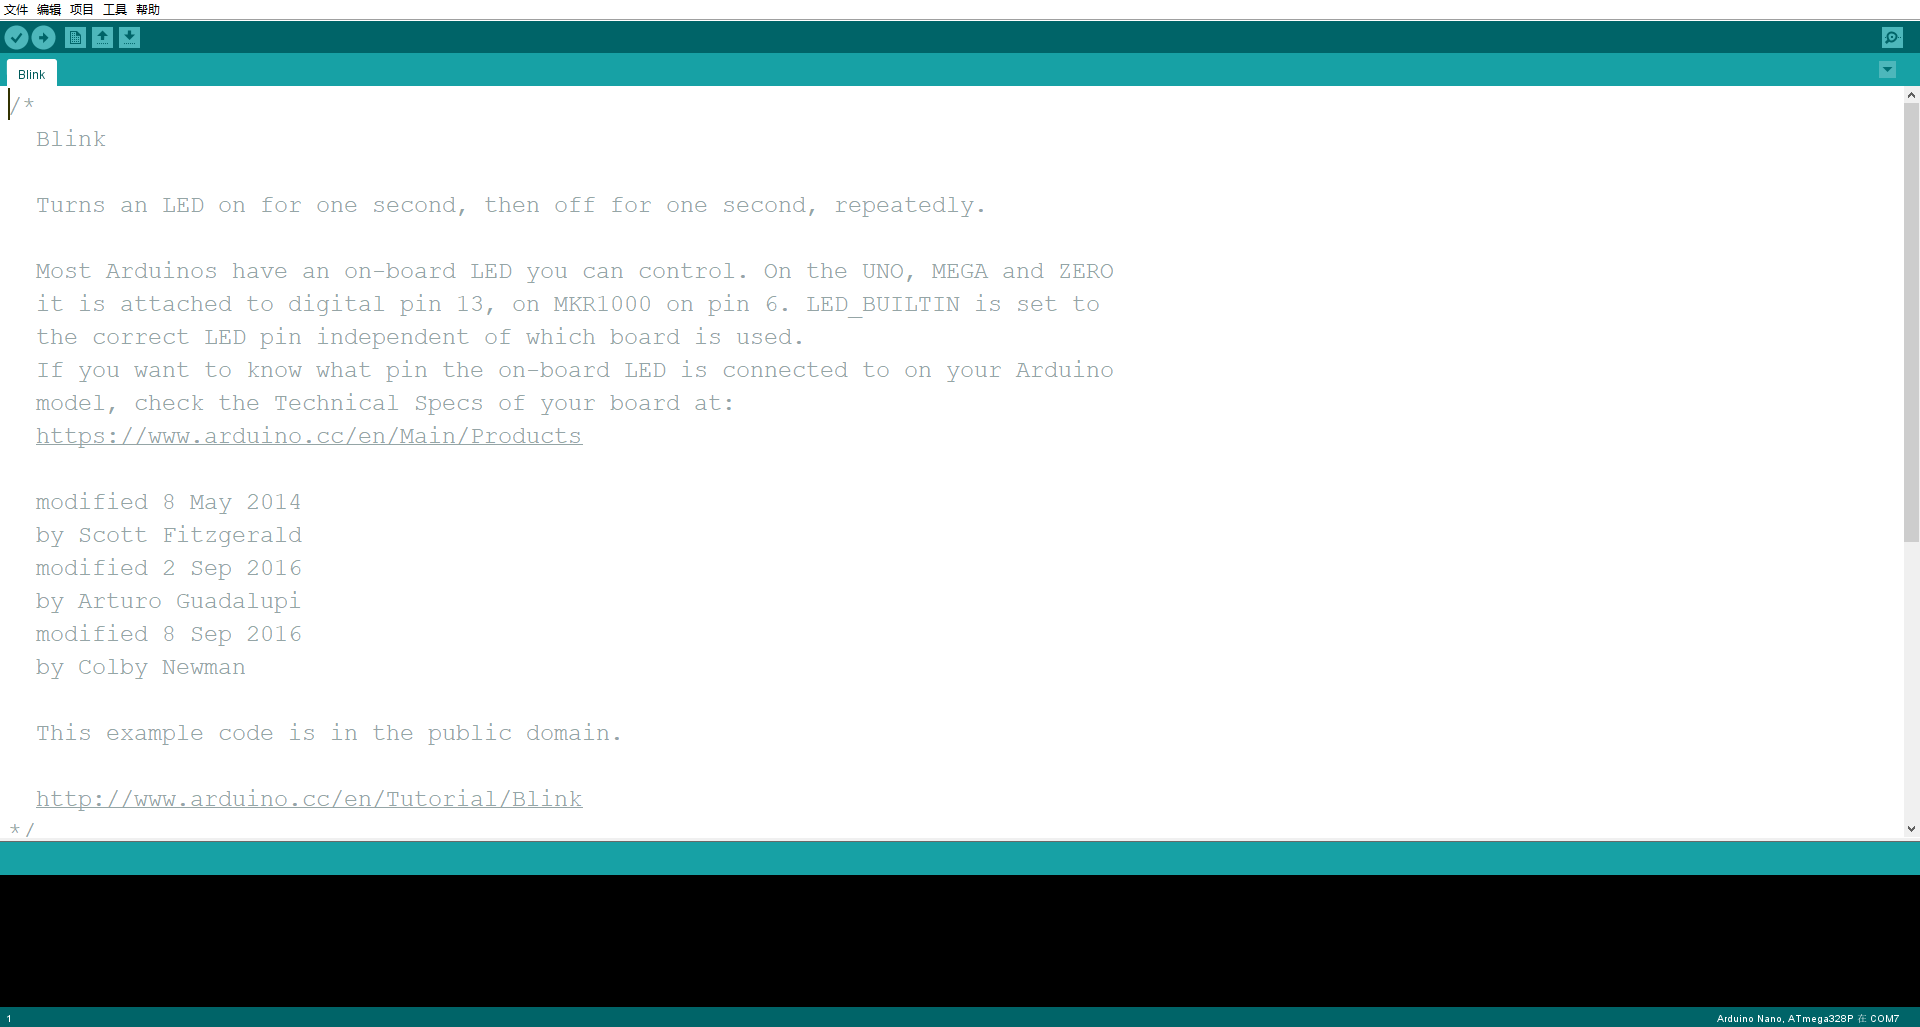 文件 编辑 项目 工具 帮助
Blink
/*
Blink
Turns an LED on for one second, then off for one second, repeatedly.
Most Arduinos have an on-board LED you can control. On the UNO, MEGA and ZERO
it is attached to digital pin 13, on MKR1000 on pin 6. LED_BUILTIN is set to
the correct LED pin independent of which board is used.
If you want to know what pin the on-board LED is connected to on your Arduino
model, check the Technical Specs of your board at:
https://www.arduino.cc/en/Main/Products
modified 8 May 2014
by Scott Fitzgerald
modified 2 Sep 2016
by Arturo Guadalupi
modified 8 Sep 2016
by Colby Newman
This example code is in the public domain.
http://www.arduino.cc/en/Tutorial/Blink
*/
1
Arduino Nano, ATmega328P 在 COM7